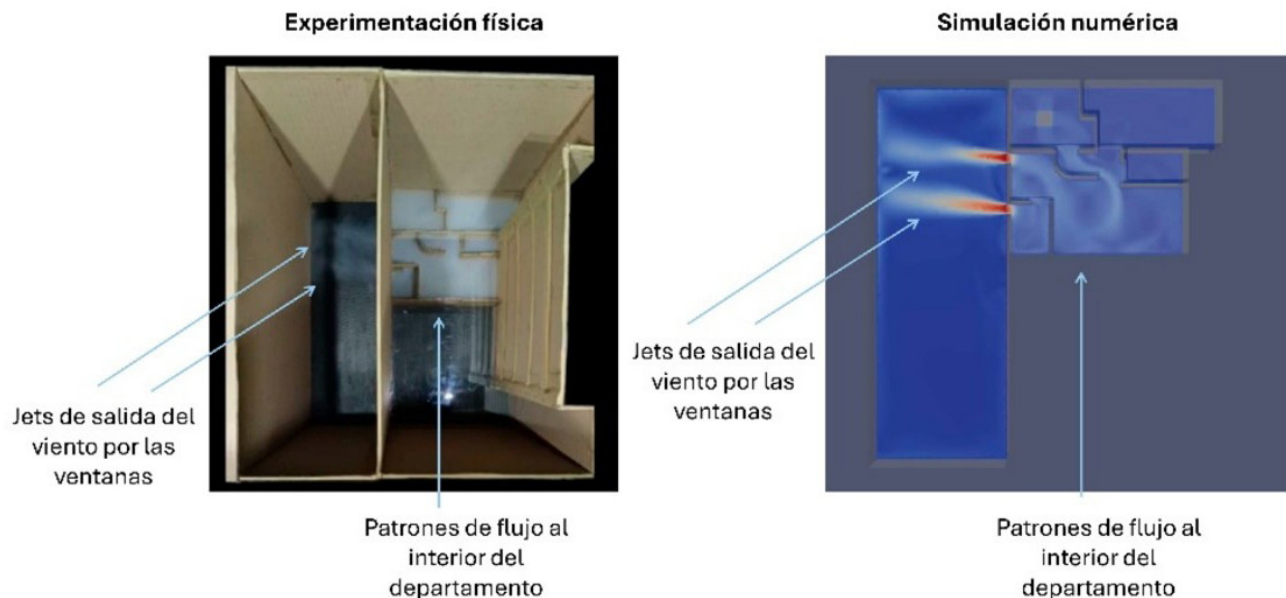 Experimentación física
Simulación numérica
Jets de salida del
viento por las
ventanas
Patrones de flujo al
interior del
departamento
Jets de salida del
viento por las
ventanas
Patrones de flujo al
interior del
departamento